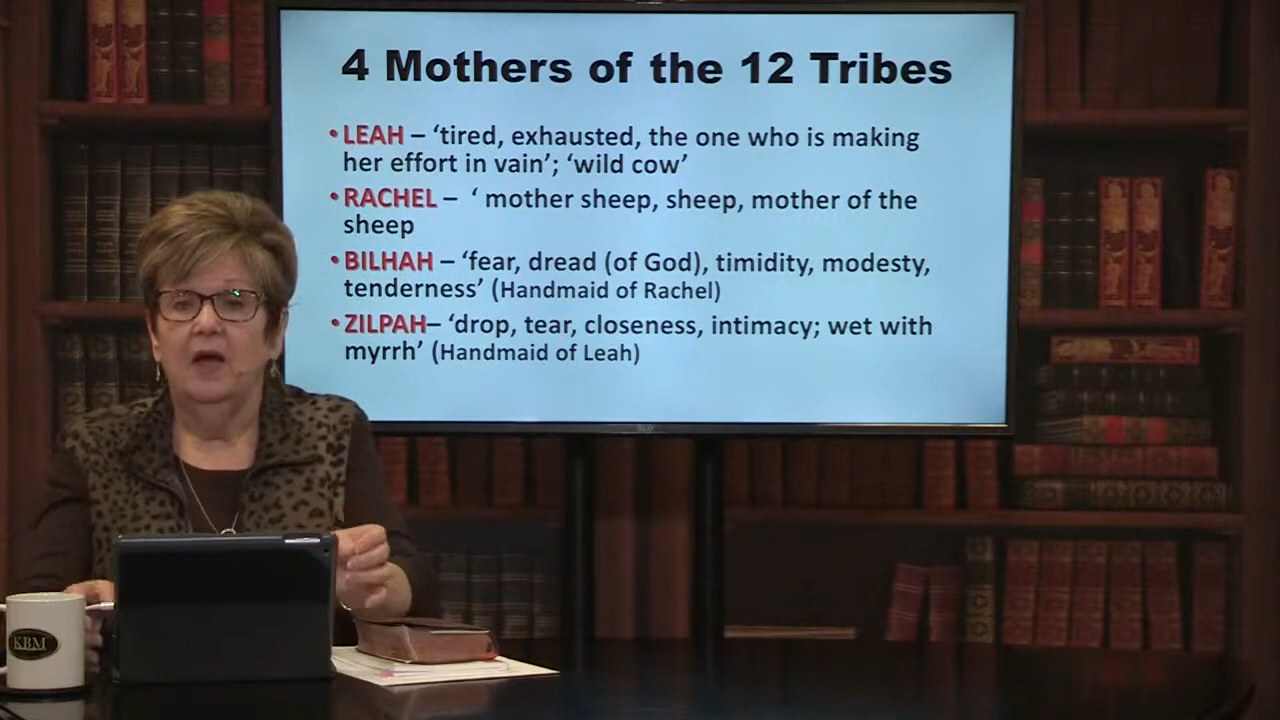 4 Mothers of the 12 Tribes
• LEAH – ‘tired, exhausted, the one who is making
her effort in vain’; ‘wild cow’
• RACHEL – ‘ mother sheep, sheep, mother of the
sheep
• BILHAH – ‘fear, dread (of God), timidity, modesty,
tenderness’ (Handmaid of Rachel)
• ZILPAH– ‘drop, tear, closeness, intimacy; wet with
myrrh’ (Handmaid of Leah)
KBM